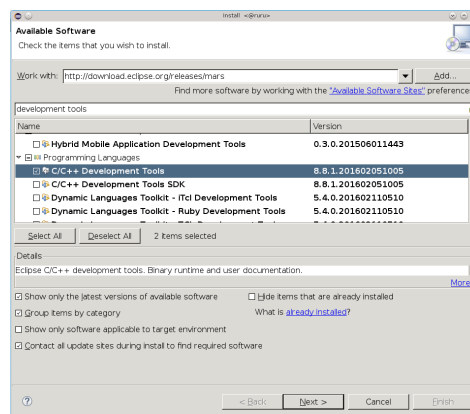 Install <@ruru>
Available Software
Check the items that you wish to install.
Work with: http://download.eclipse.org/releases/mars Add...
Find more software by working with the "Available Software Sites" preference
development tools
Name Version
Hybrid Mobile Application Development Tools 0.3.0.201506011443
Programming Languages
C/C++ Development Tools 8.8.1.201602051005
C/C++ Development Tools SDK 8.8.1.201602051005
Dynamic Languages Toolkit - iTcl Development Tools 5.4.0.201602110510
Dynamic Languages Toolkit - Ruby Development Tools 5.4.0.201602110510
Select All Deselect All 2 items selected
Details
Eclipse C/C++ development tools. Binary runtime and user documentation.
More
Show only the latest versions of available software Hide items that are already installed
Group items by category What is already installed?
Show only software applicable to target environment
Contact all update sites during install to find required software
? < Back Next > Cancel Finish